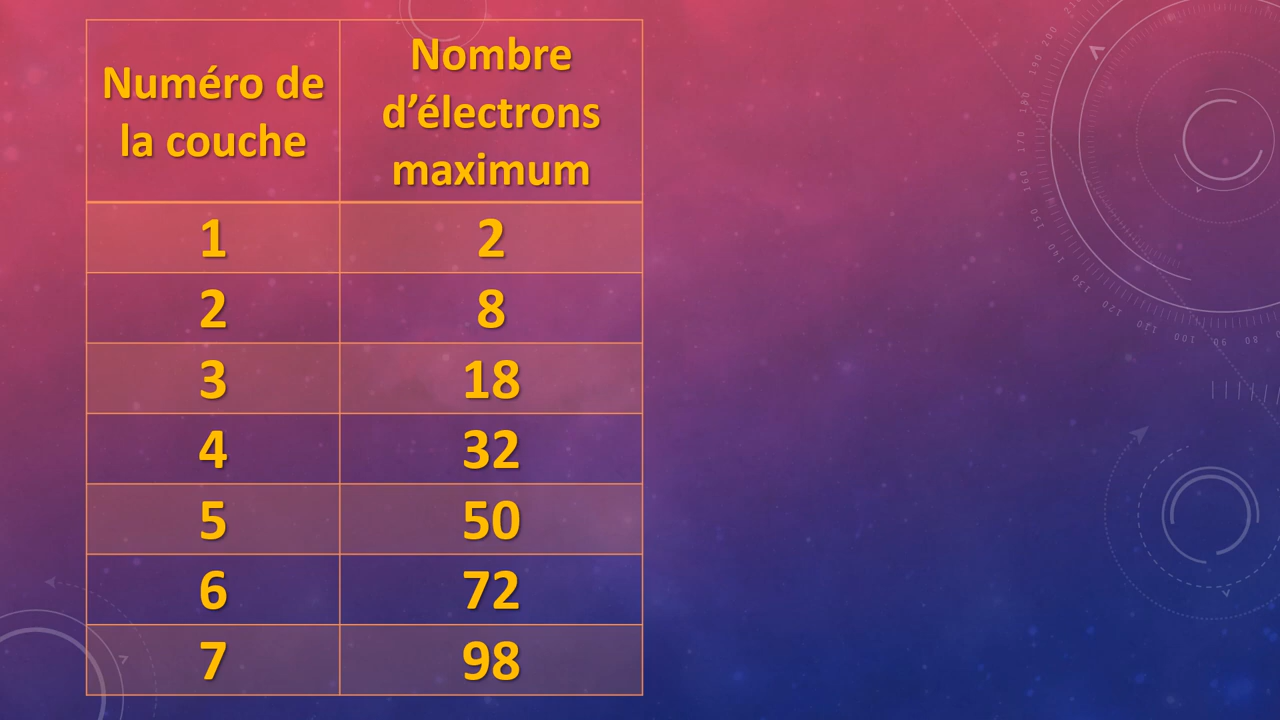 Numéro de
la couche
Nombre
d’électrons
maximum
1 2
2 8
3 18
4 32
5 50
6 72
7 98